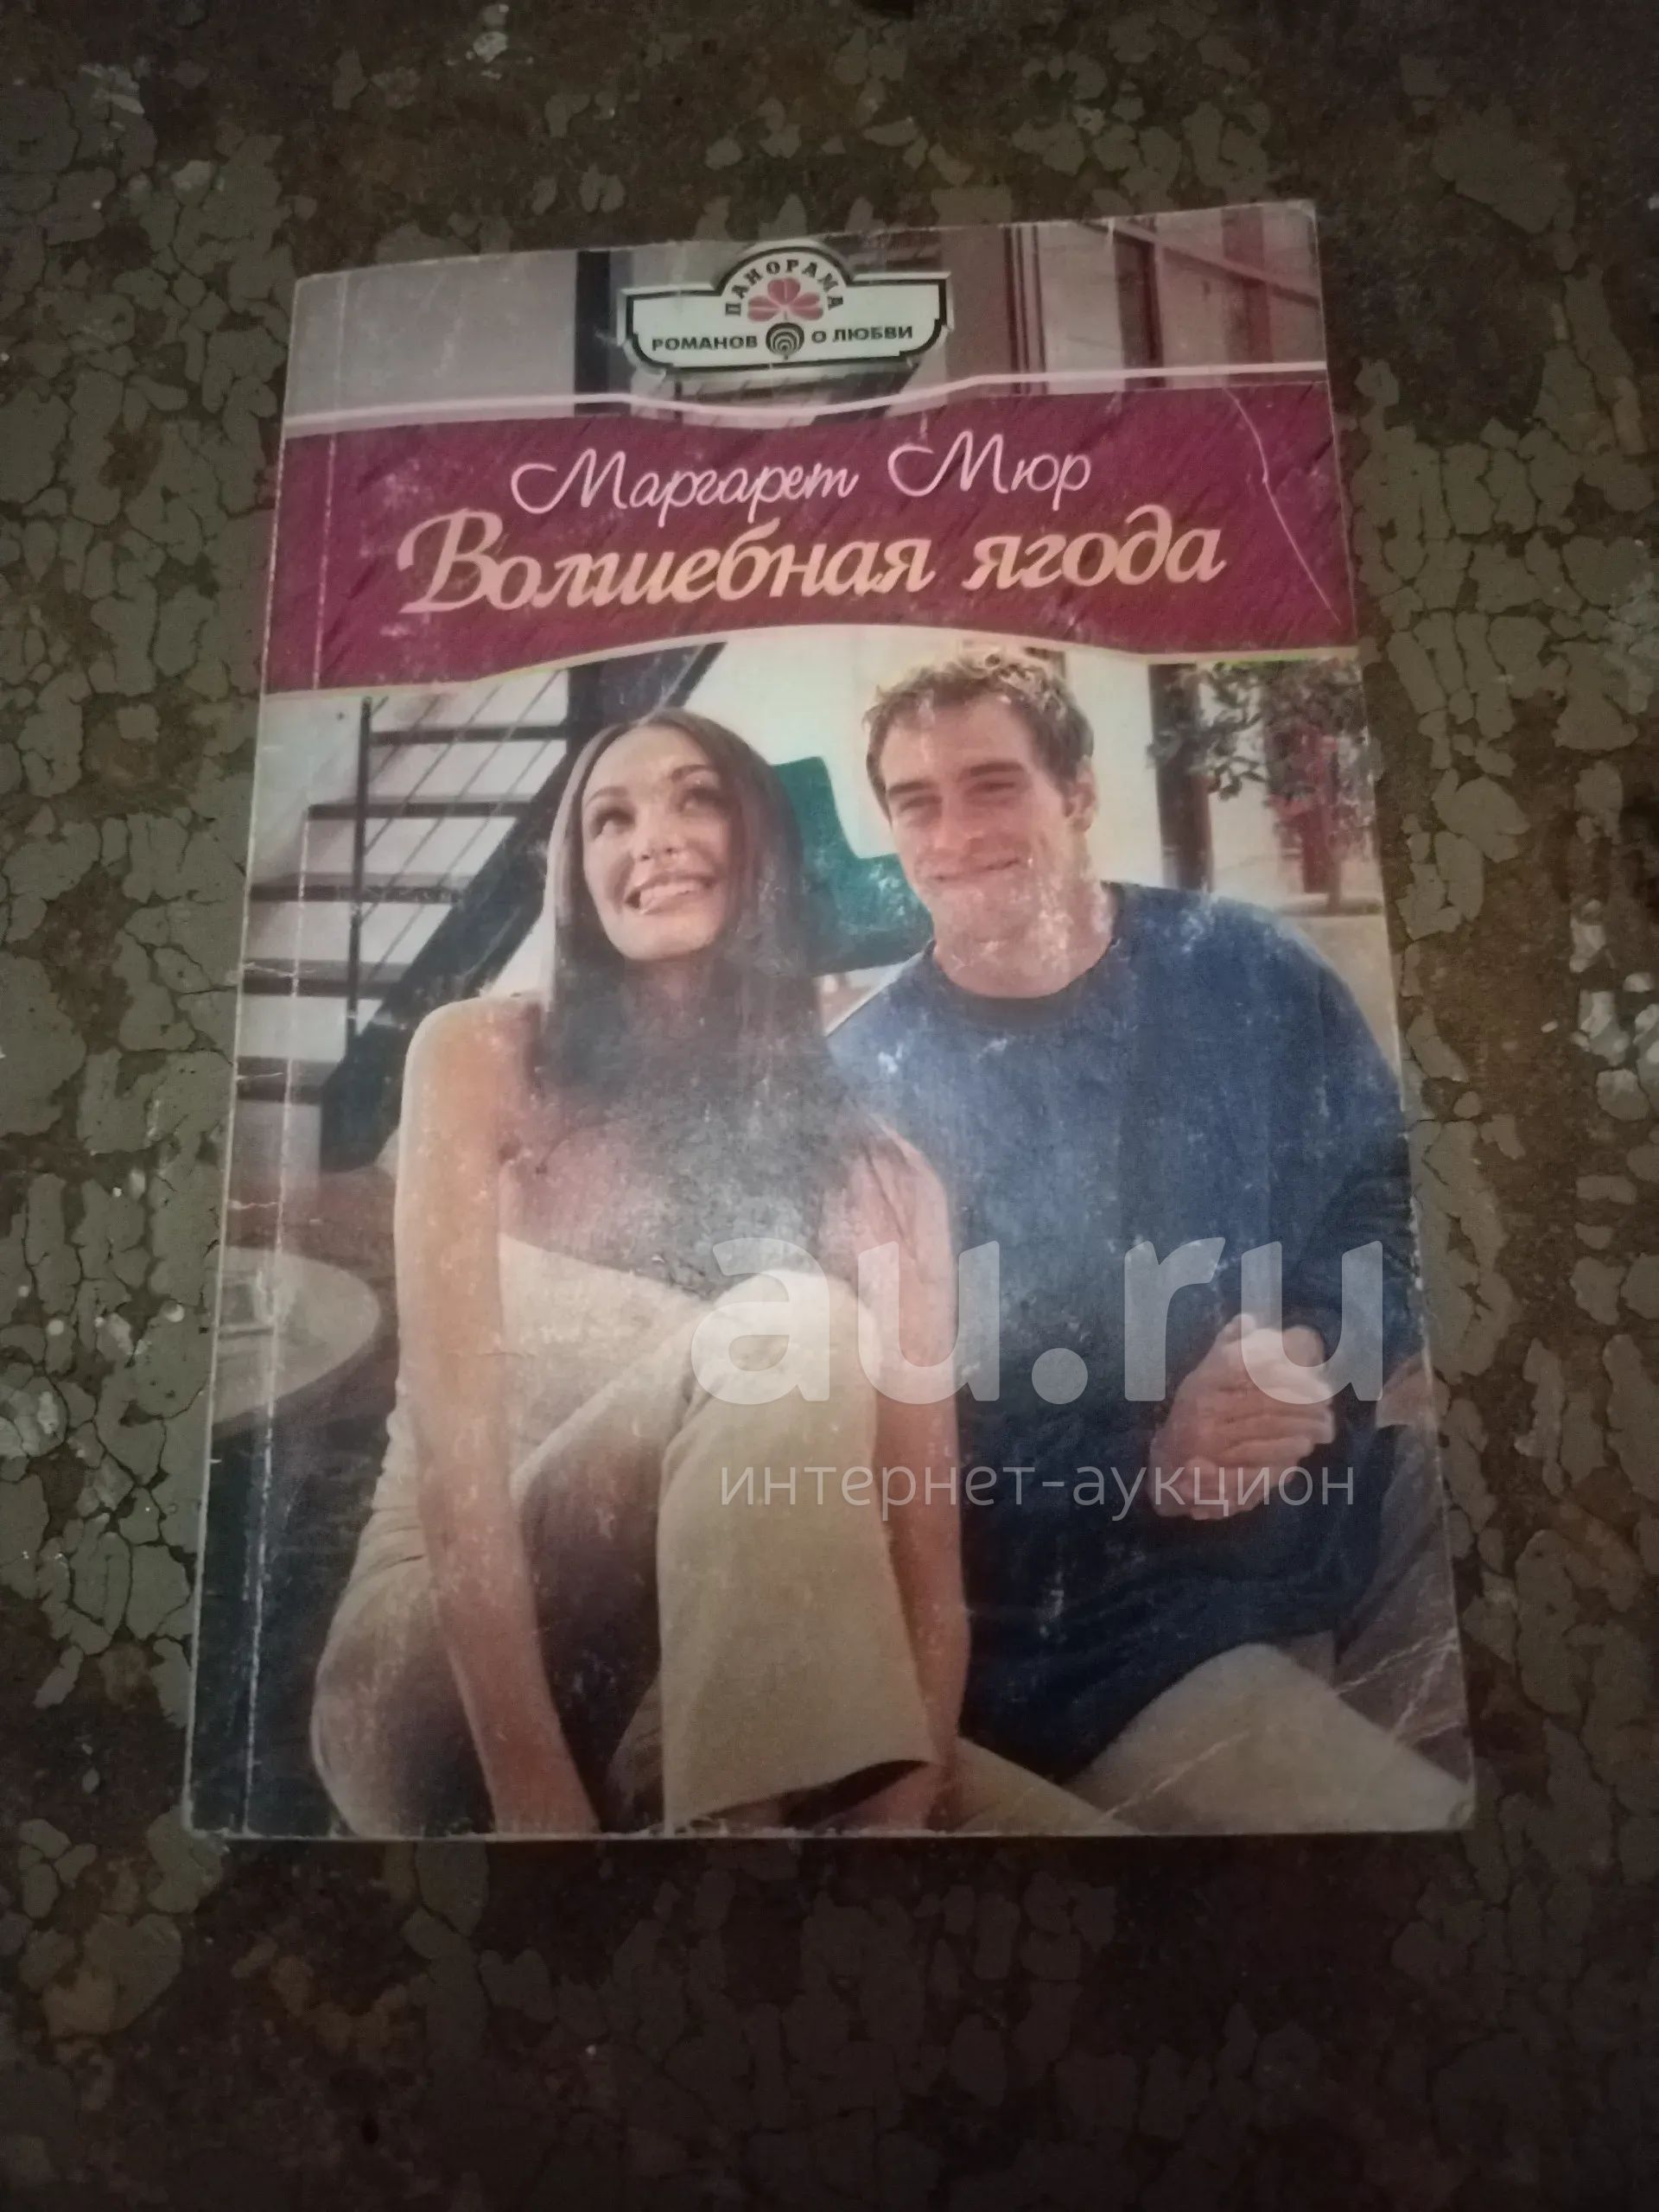 ПАНОРАМА
РОМАНОВ О ЛЮБВИ
Маргарет Мюр
Волшебная ягода
au.ru
интернет-аукцион